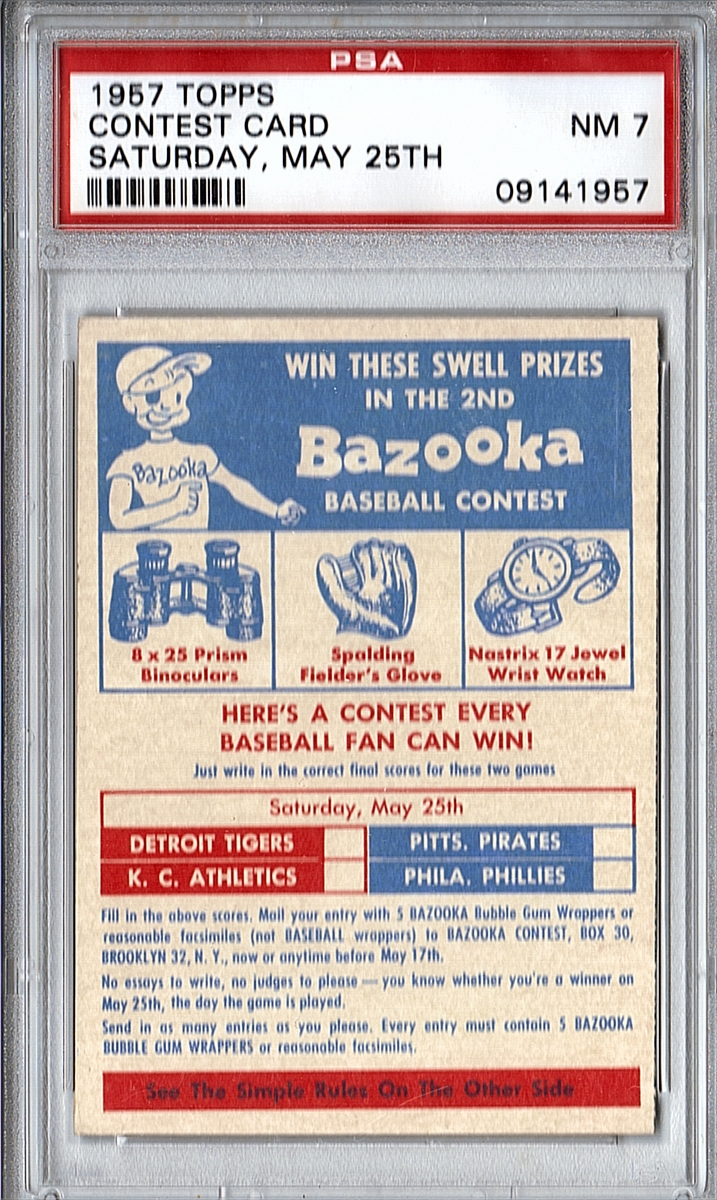 PSA
1957 TOPPS
CONTEST CARD NM 7
SATURDAY, MAY 25TH
09141957
WIN THESE SWELL PRIZES
IN THE 2ND
Bazooka
BASEBALL CONTEST
Bazooka
8 x 25 Prism
Binoculars
Spalding
Fielder's Glove
Nastrix 17 Jewel
Wrist Watch
HERE'S A CONTEST EVERY
BASEBALL FAN CAN WIN!
Just write in the correct final scores for these two games
Saturday, May 25th
DETROIT TIGERS PITTS. PIRATES
K. C. ATHLETICS PHILA. PHILLIES
Fill in the above scores. Mail your entry with 5 BAZOOKA Bubble Gum Wrappers or
reasonable facsimiles (not BASEBALL wrappers) to BAZOOKA CONTEST, BOX 30,
BROOKLYN 32, N. Y., now or anytime before May 17th.
No essays to write, no judges to please — you know whether you're a winner on
May 25th, the day the game is played.
Send in as many entries as you please. Every entry must contain 5 BAZOOKA
BUBBLE GUM WRAPPERS or reasonable facsimiles.
See The Simple Rules On The Other Side